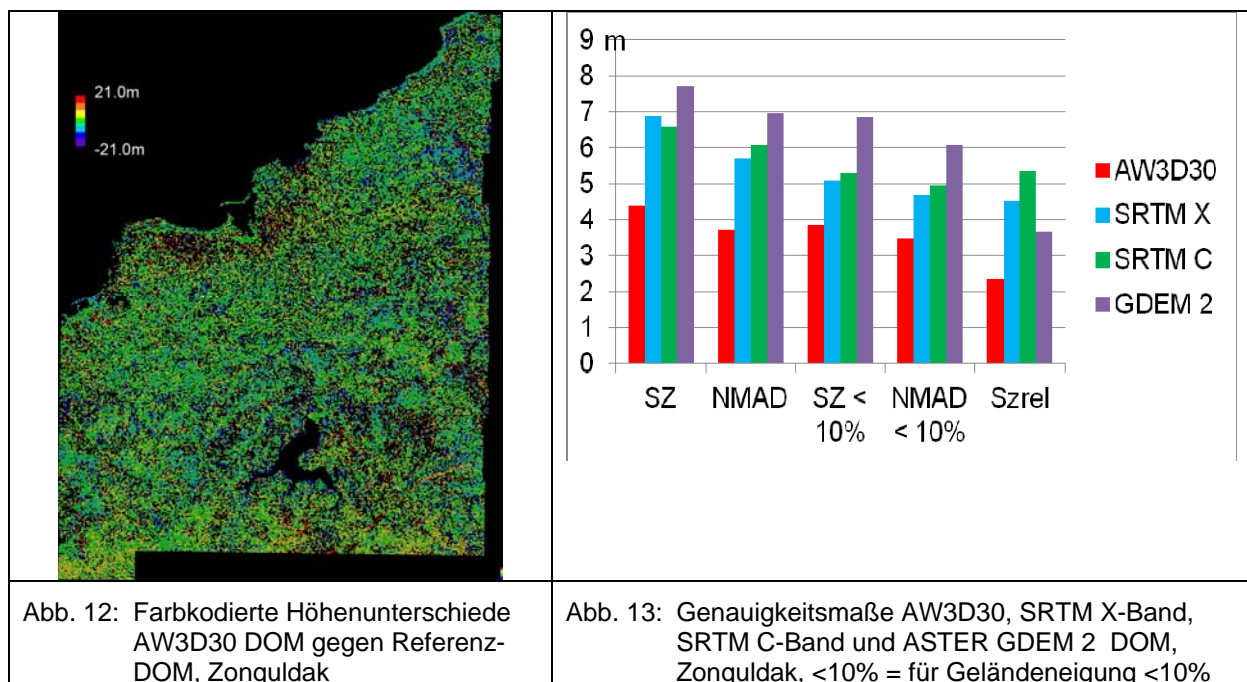 21.0m
-21.0m
9 m
8
7
6
5
4
3
2
1
0
SZ
NMAD
SZ <
10%
NMAD
< 10%
Szrel
AW3D30
SRTM X
SRTM C
GDEM 2
Abb. 12: Farbkodierte Höhenunterschiede
AW3D30 DOM gegen Referenz-
DOM, Zonguldak
Abb. 13: Genauigkeitsmaße AW3D30, SRTM X-Band,
SRTM C-Band und ASTER GDEM 2 DOM,
Zonguldak, <10% = für Geländeneigung <10%